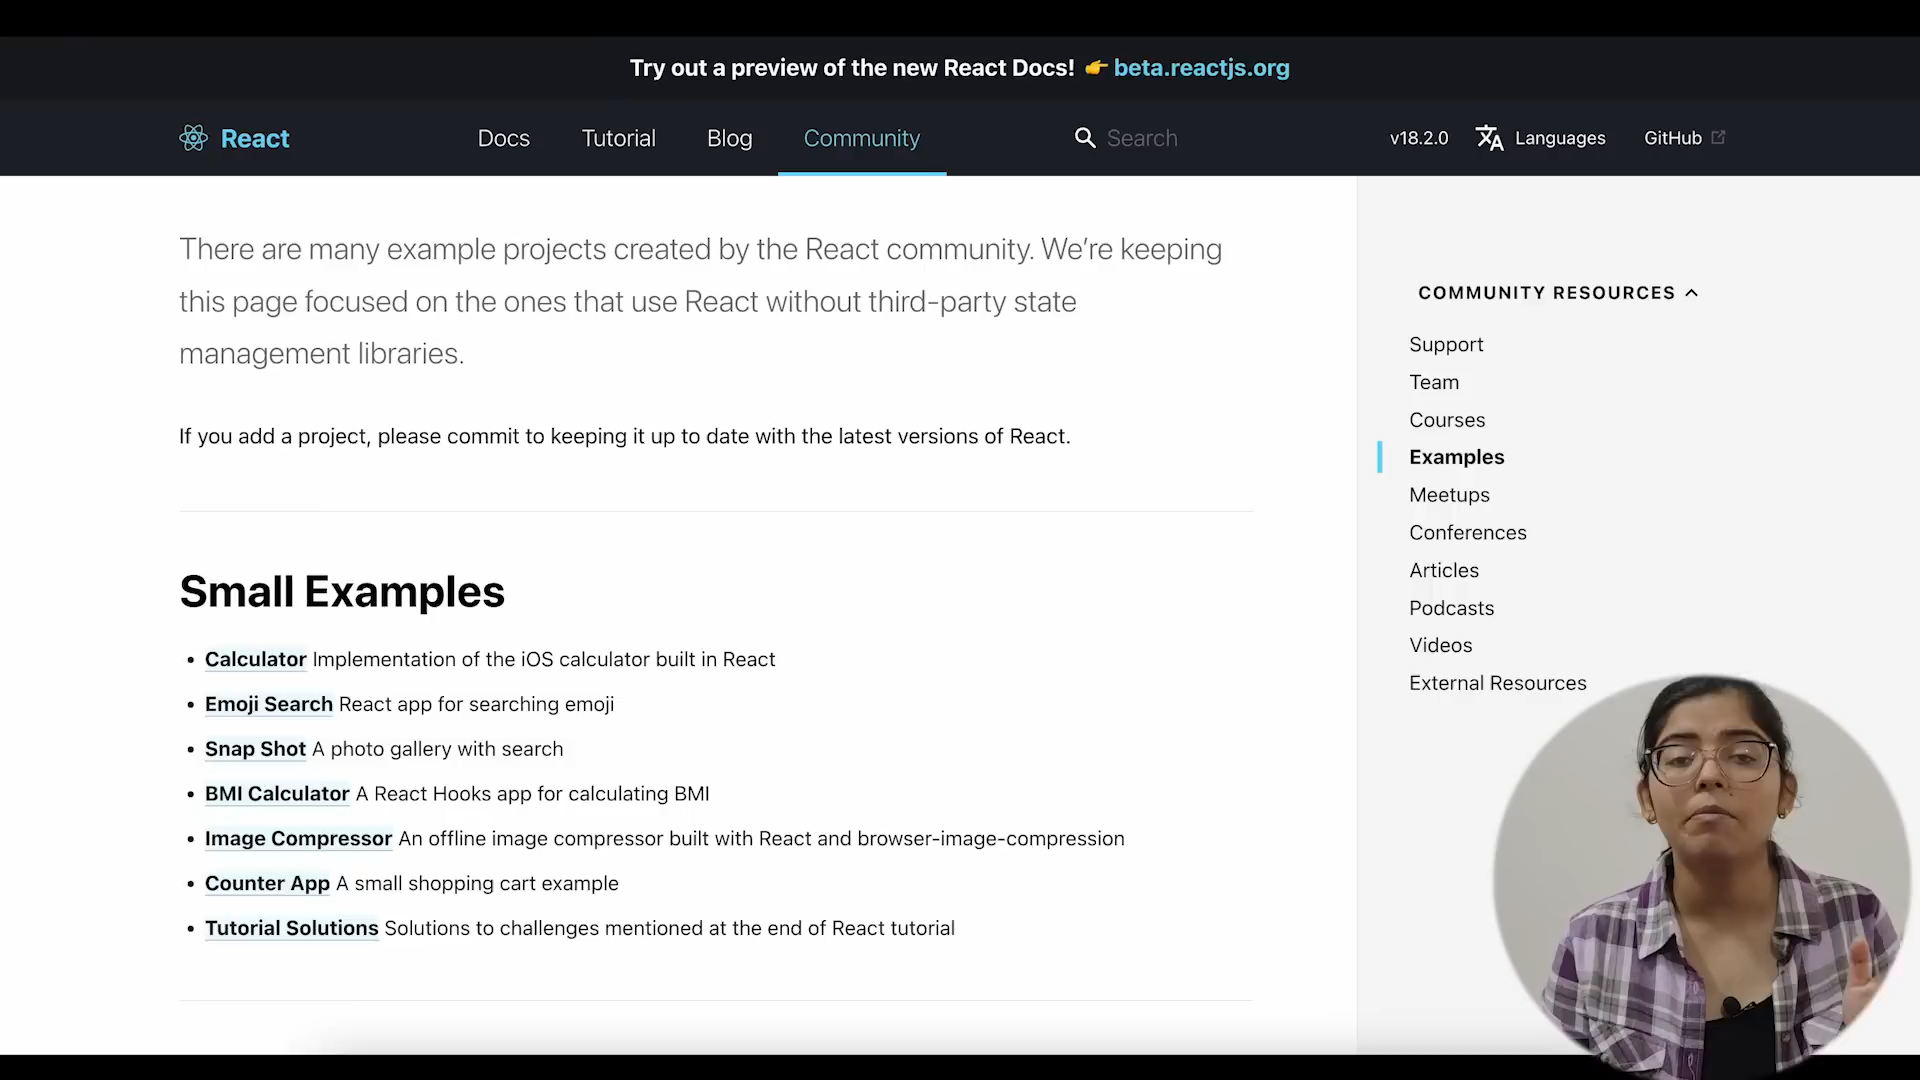 Try out a preview of the new React Docs! 👉 beta.reactjs.org
React Docs Tutorial Blog Community Search v18.2.0 Languages GitHub
There are many example projects created by the React community. We’re keeping
this page focused on the ones that use React without third-party state
management libraries.
If you add a project, please commit to keeping it up to date with the latest versions of React.
Small Examples
• Calculator Implementation of the iOS calculator built in React
• Emoji Search React app for searching emoji
• Snap Shot A photo gallery with search
• BMI Calculator A React Hooks app for calculating BMI
• Image Compressor An offline image compressor built with React and browser-image-compression
• Counter App A small shopping cart example
• Tutorial Solutions Solutions to challenges mentioned at the end of React tutorial
COMMUNITY RESOURCES
Support
Team
Courses
Examples
Meetups
Conferences
Articles
Podcasts
Videos
External Resources